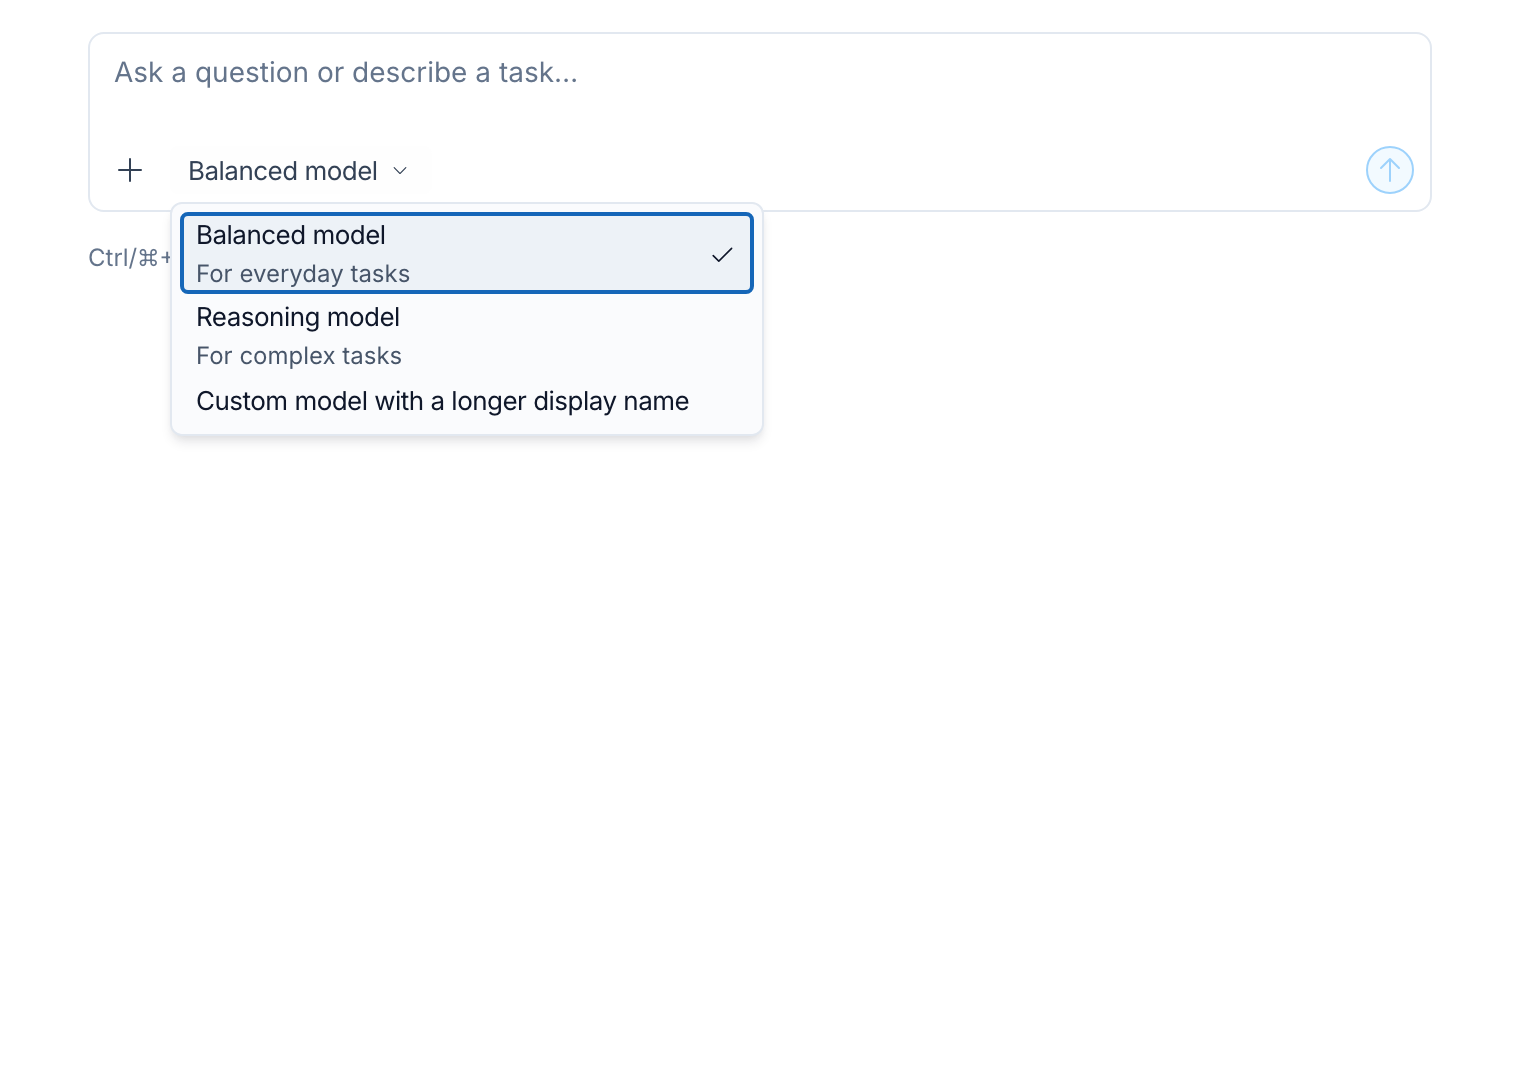 Ask a question or describe a task...
Balanced model
Ctrl/⌘+
Balanced model
For everyday tasks
Reasoning model
For complex tasks
Custom model with a longer display name